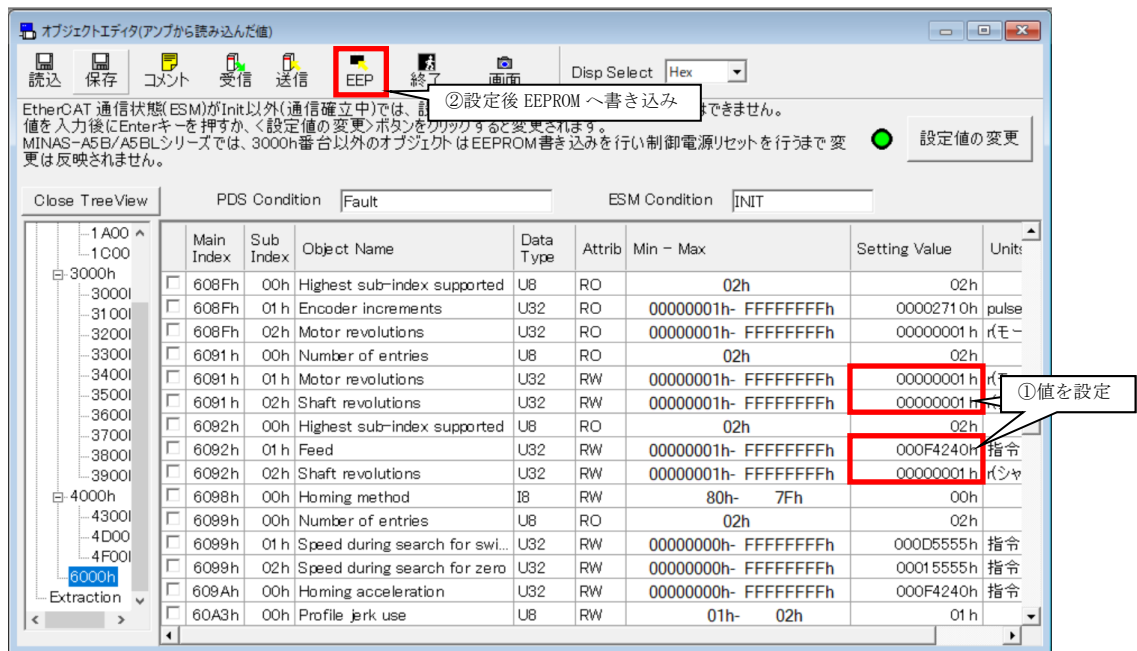 オブジェクトエディタ(アンプから読み込んだ値)
読込 保存 コメント 受信 送信 EEP 終了 画面 Disp Select Hex
②設定後 EEPROM へ書き込み
EtherCAT 通信状態(ESM)がInit以外(通信確立中)では、 はできません。
値を入力後にEnterキーを押すか、<設定値の変更>ボタンをクリックすると変更されます。
MINAS-A5B/A5BLシリーズでは、3000h番台以外のオブジェクトはEEPROM書き込みを行い制御電源リセットを行うまで変
更は反映されません。
設定値の変更
Close TreeView PDS Condition Fault ESM Condition INIT
1A00
1C00
3000h
3000
3100
3200
3300
3400
3500
3600
3700
3800
3900
4000h
4300
4D00
4F00
6000h
Extraction
Main Index Sub Index Object Name Data Type Attrib Min - Max Setting Value Units
608Fh 00h Highest sub-index supported U8 RO 02h 02h
608Fh 01h Encoder increments U32 RO 00000001h- FFFFFFFFh 00002710h pulse
608Fh 02h Motor revolutions U32 RO 00000001h- FFFFFFFFh 00000001h r(モー
6091h 00h Number of entries U8 RO 02h 02h
6091h 01h Motor revolutions U32 RW 00000001h- FFFFFFFFh 00000001h
6091h 02h Shaft revolutions U32 RW 00000001h- FFFFFFFFh 00000001h
①値を設定
6092h 00h Highest sub-index supported U8 RO 02h 02h
6092h 01h Feed U32 RW 00000001h- FFFFFFFFh 000F4240h 指令
6092h 02h Shaft revolutions U32 RW 00000001h- FFFFFFFFh 00000001h r(シャ
6098h 00h Homing method I8 RW 80h- 7Fh 00h
6099h 00h Number of entries U8 RO 02h 02h
6099h 01h Speed during search for swi... U32 RW 00000000h- FFFFFFFFh 000D5555h 指令
6099h 02h Speed during search for zero U32 RW 00000000h- FFFFFFFFh 00015555h 指令
609Ah 00h Homing acceleration U32 RW 00000000h- FFFFFFFFh 000F4240h 指令
60A3h 00h Profile jerk use U8 RW 01h- 02h 01h